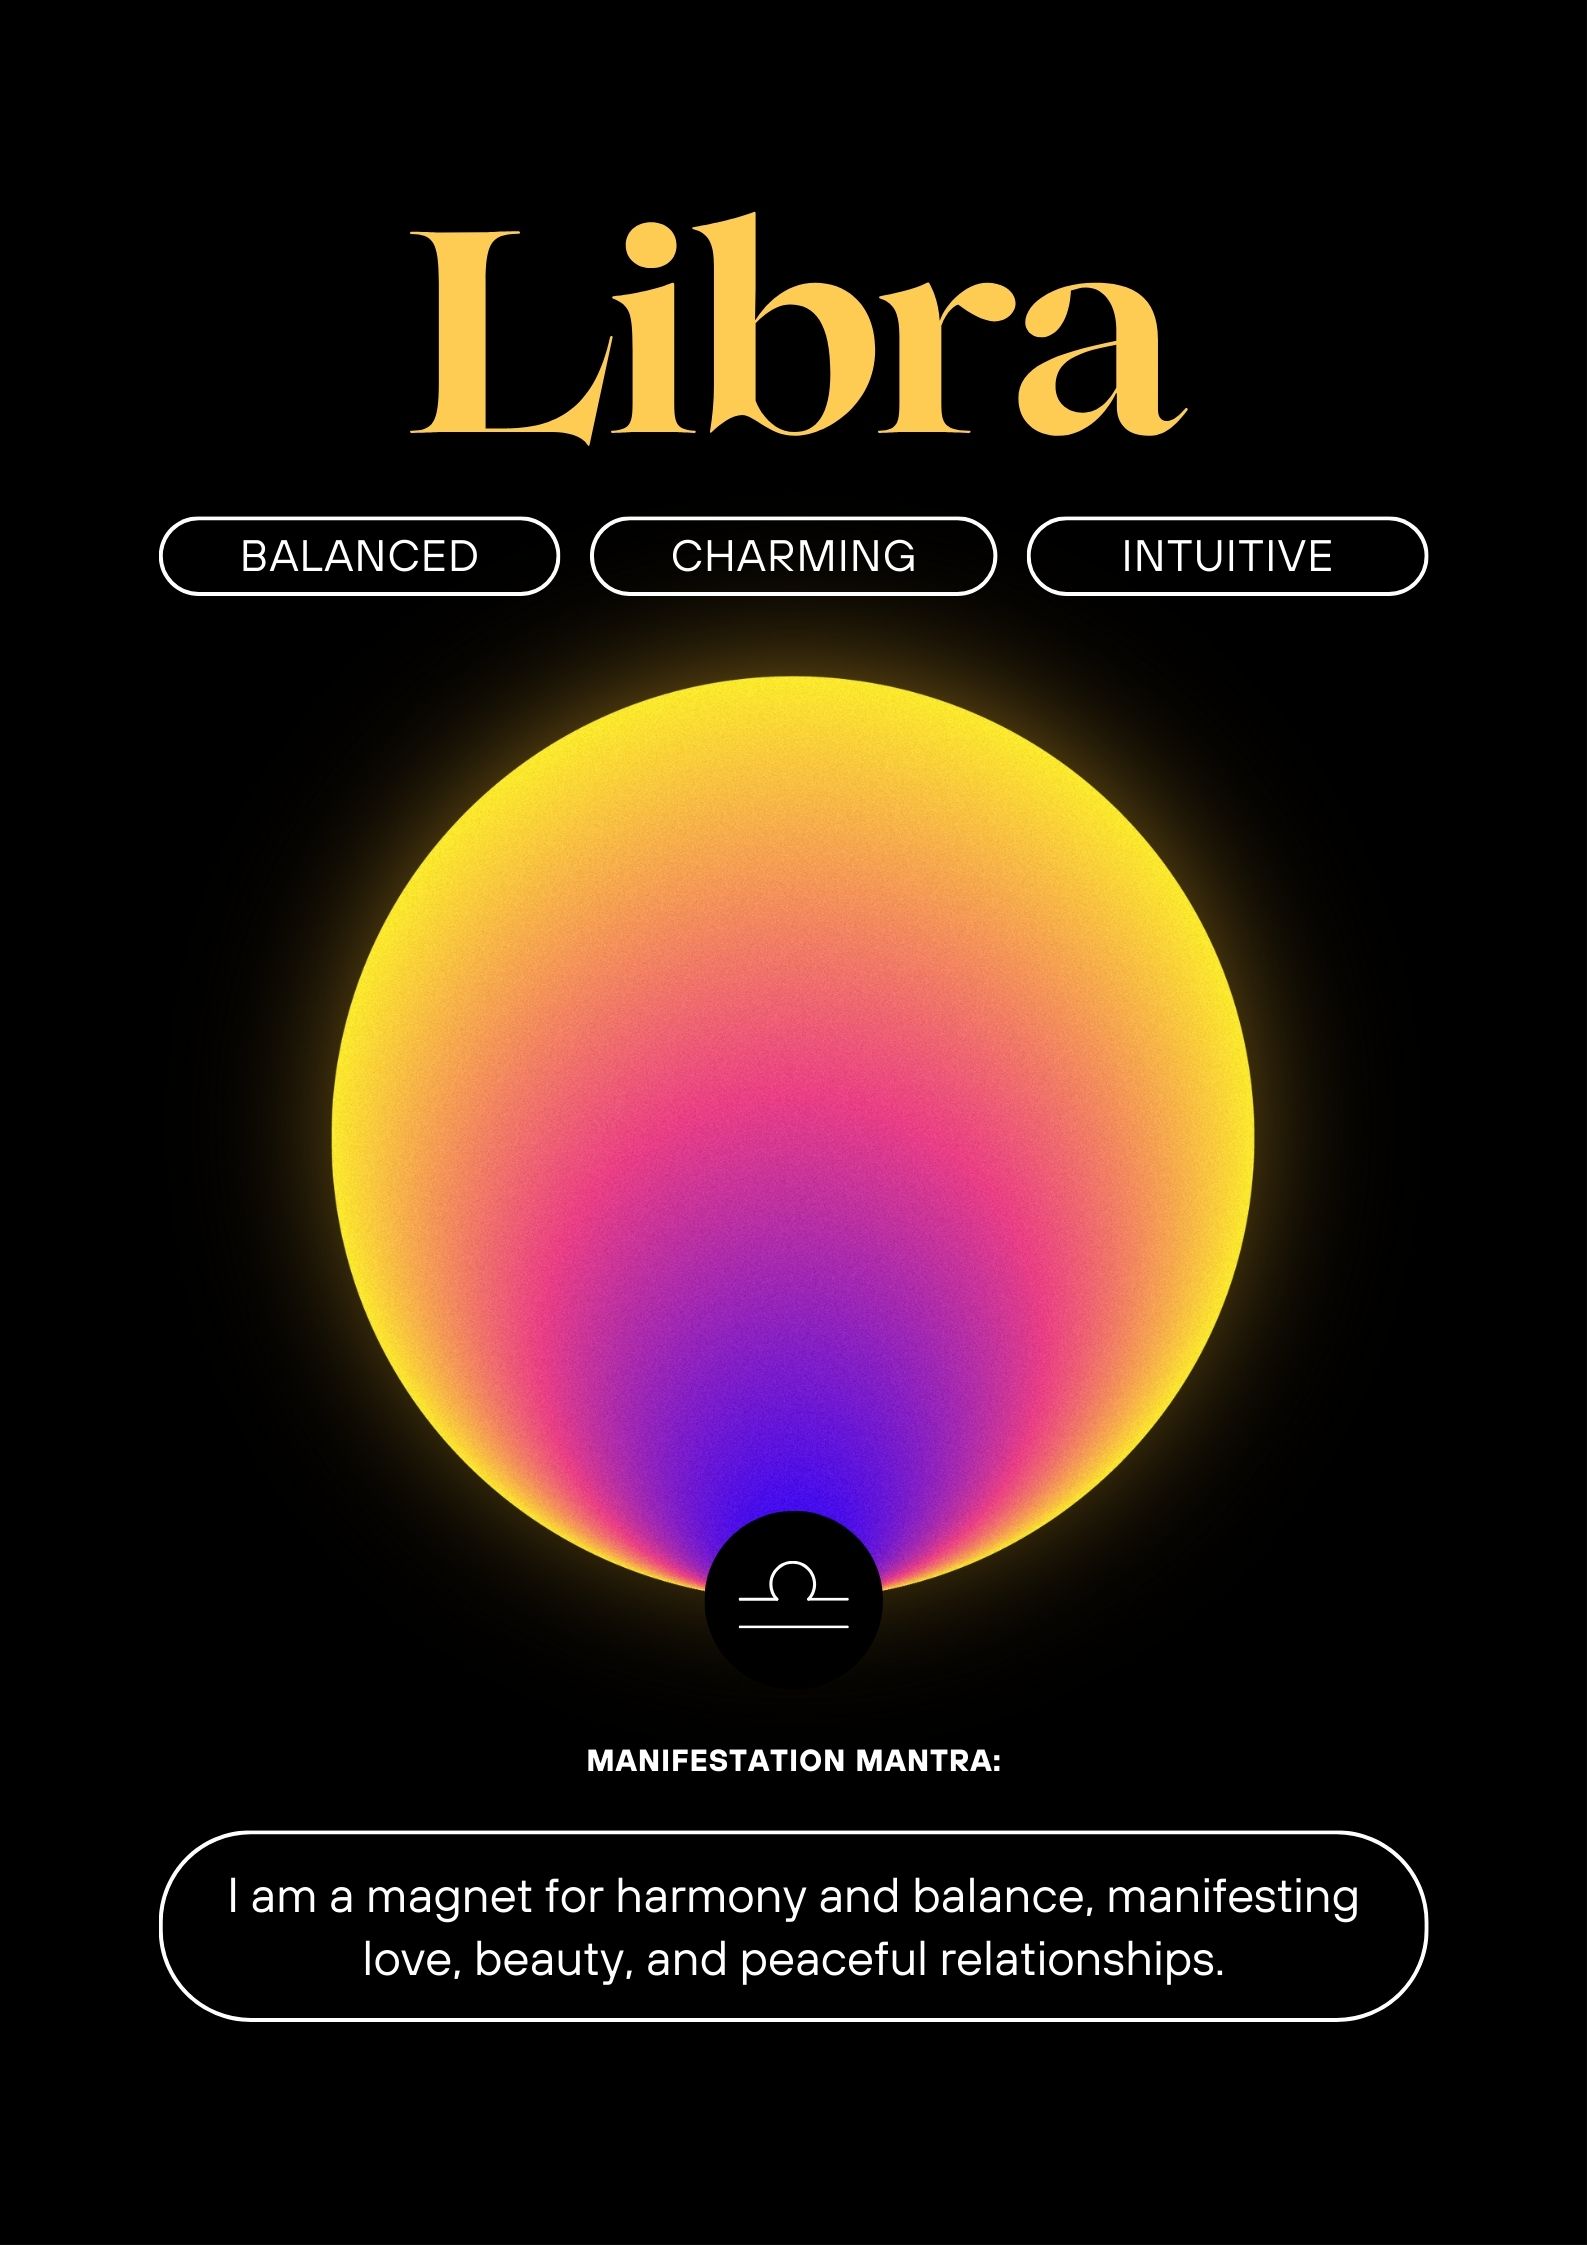 Libra
BALANCED CHARMING INTUITIVE
MANIFESTATION MANTRA:
I am a magnet for harmony and balance, manifesting
love, beauty, and peaceful relationships.